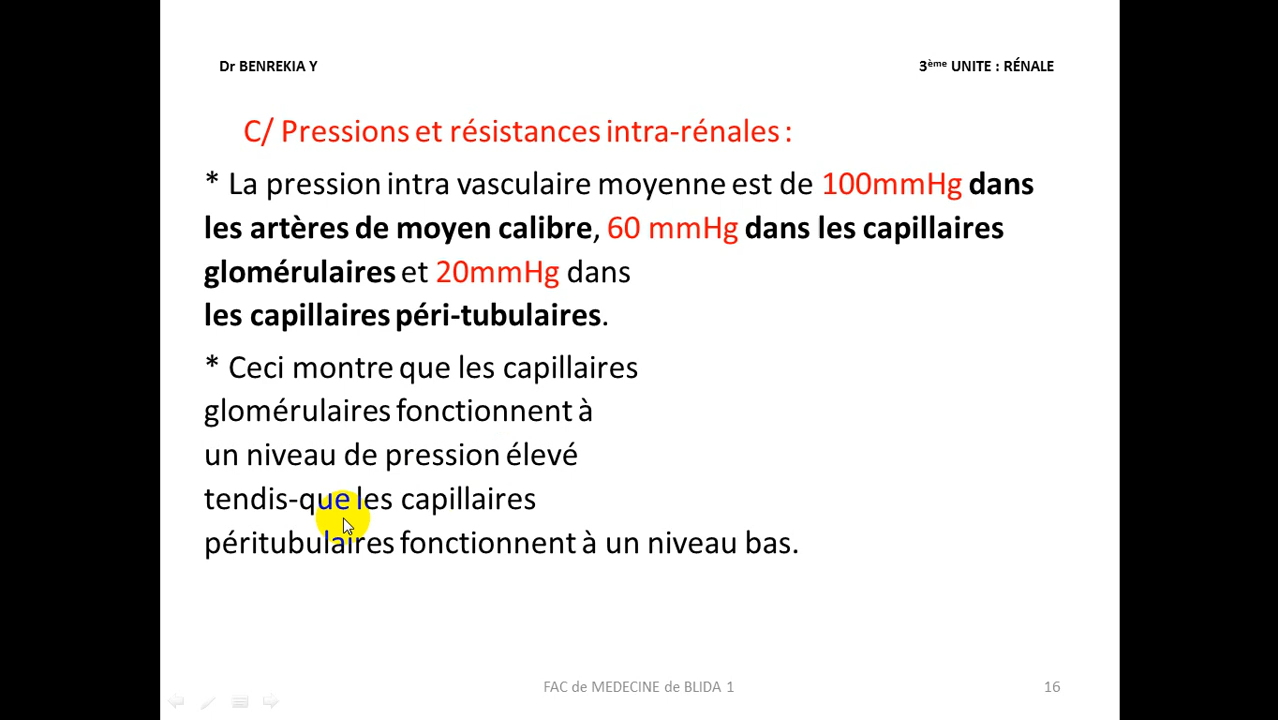 Dr BENREKIA Y
3ème UNITE : RÉNALE
C/ Pressions et résistances intra-rénales :
* La pression intra vasculaire moyenne est de 100mmHg dans
les artères de moyen calibre, 60 mmHg dans les capillaires
glomérulaires et 20mmHg dans
les capillaires péri-tubulaires.
* Ceci montre que les capillaires
glomérulaires fonctionnent à
un niveau de pression élevé
tendis-que les capillaires
péritubulaires fonctionnent à un niveau bas.
FAC de MEDECINE de BLIDA 1
16